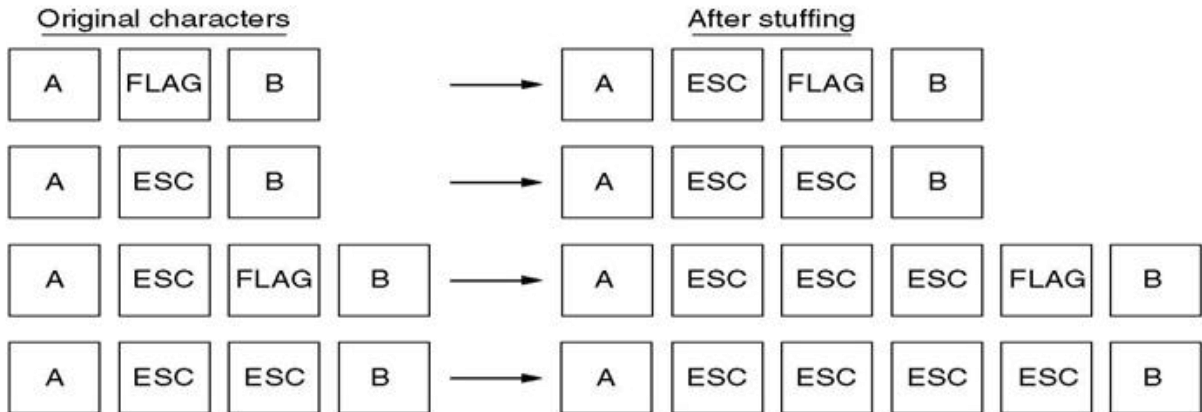 Original characters After stuffing
A FLAG B A ESC FLAG B
A ESC B A ESC ESC B
A ESC FLAG B A ESC ESC ESC FLAG B
A ESC ESC B A ESC ESC ESC ESC B